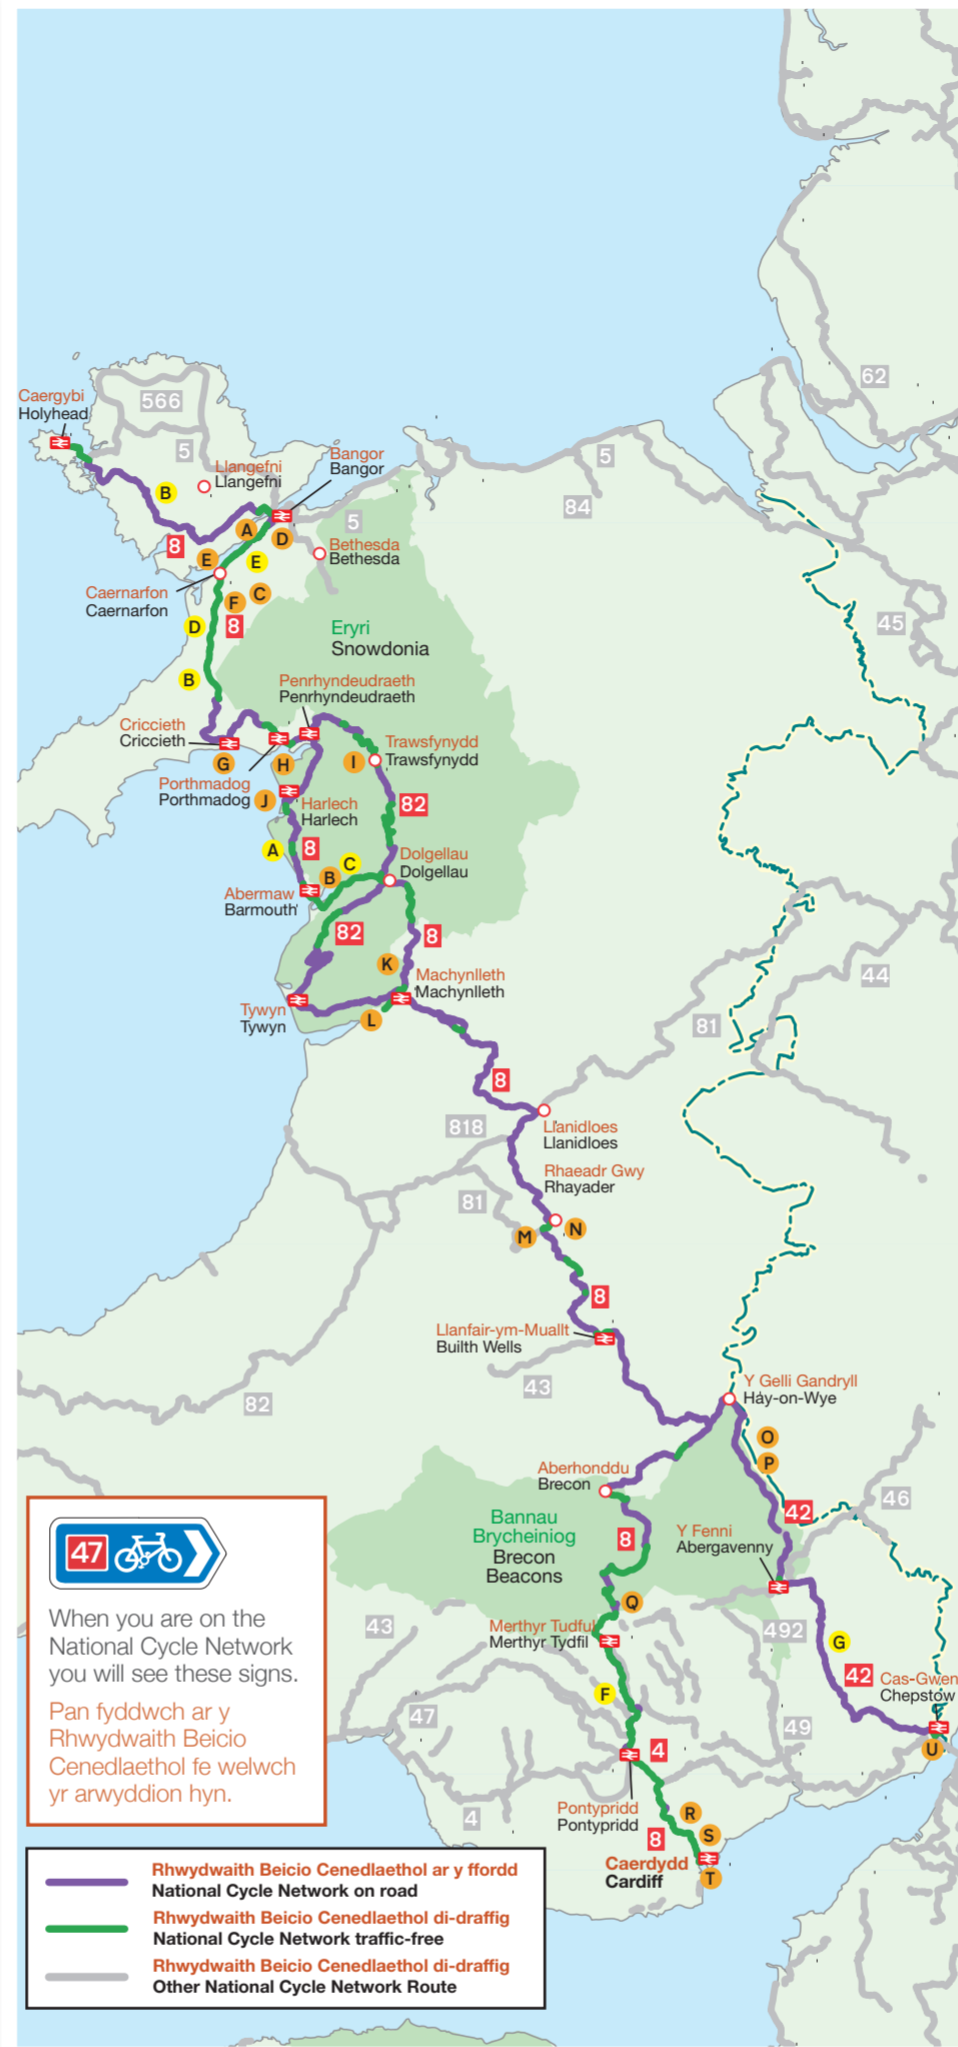 62
Caergybi
Holyhead
566
5
Llangefni
Llangefni
Bangor
Bangor
5
84
B
5
A
D
8
E
E
Bethesda
Bethesda
Caernarfon
Caernarfon
F
C
D
8
45
Eryri
Snowdonia
B
Penrhyndeudraeth
Penrhyndeudraeth
Criccieth
Criccieth
G
H
I
Trawsfynydd
Trawsfynydd
Porthmadog
Porthmadog
J
Harlech
Harlech
82
A
8
C
B
Dolgellau
Dolgellau
Abermaw
Barmouth
82
8
K
44
Machynlleth
Machynlleth
Tywyn
Tywyn
L
81
8
818
Llanidloes
Llanidloes
Rhaeadr Gwy
Rhayader
81
M
N
8
Llanfair-ym-Muallt
Builth Wells
43
82
Y Gelli Gandryll
Hay-on-Wye
O
P
Aberhonddu
Brecon
46
42
Bannau
Brycheiniog
Brecon
Beacons
8
Y Fenni
Abergavenny
Q
43
Merthyr Tudful
Merthyr Tydfil
492
G
42
Cas-Gwen
Chepstow
F
47
49
4
U
Pontypridd
Pontypridd
4
R
S
8
Caerdydd
Cardiff
T
47
When you are on the
National Cycle Network
you will see these signs.
Pan fyddwch ar y
Rhwydwaith Beicio
Cenedlaethol fe welwch
yr arwyddion hyn.
Rhwydwaith Beicio Cenedlaethol ar y ffordd
National Cycle Network on road
Rhwydwaith Beicio Cenedlaethol di-draffig
National Cycle Network traffic-free
Rhwydwaith Beicio Cenedlaethol di-draffig
Other National Cycle Network Route